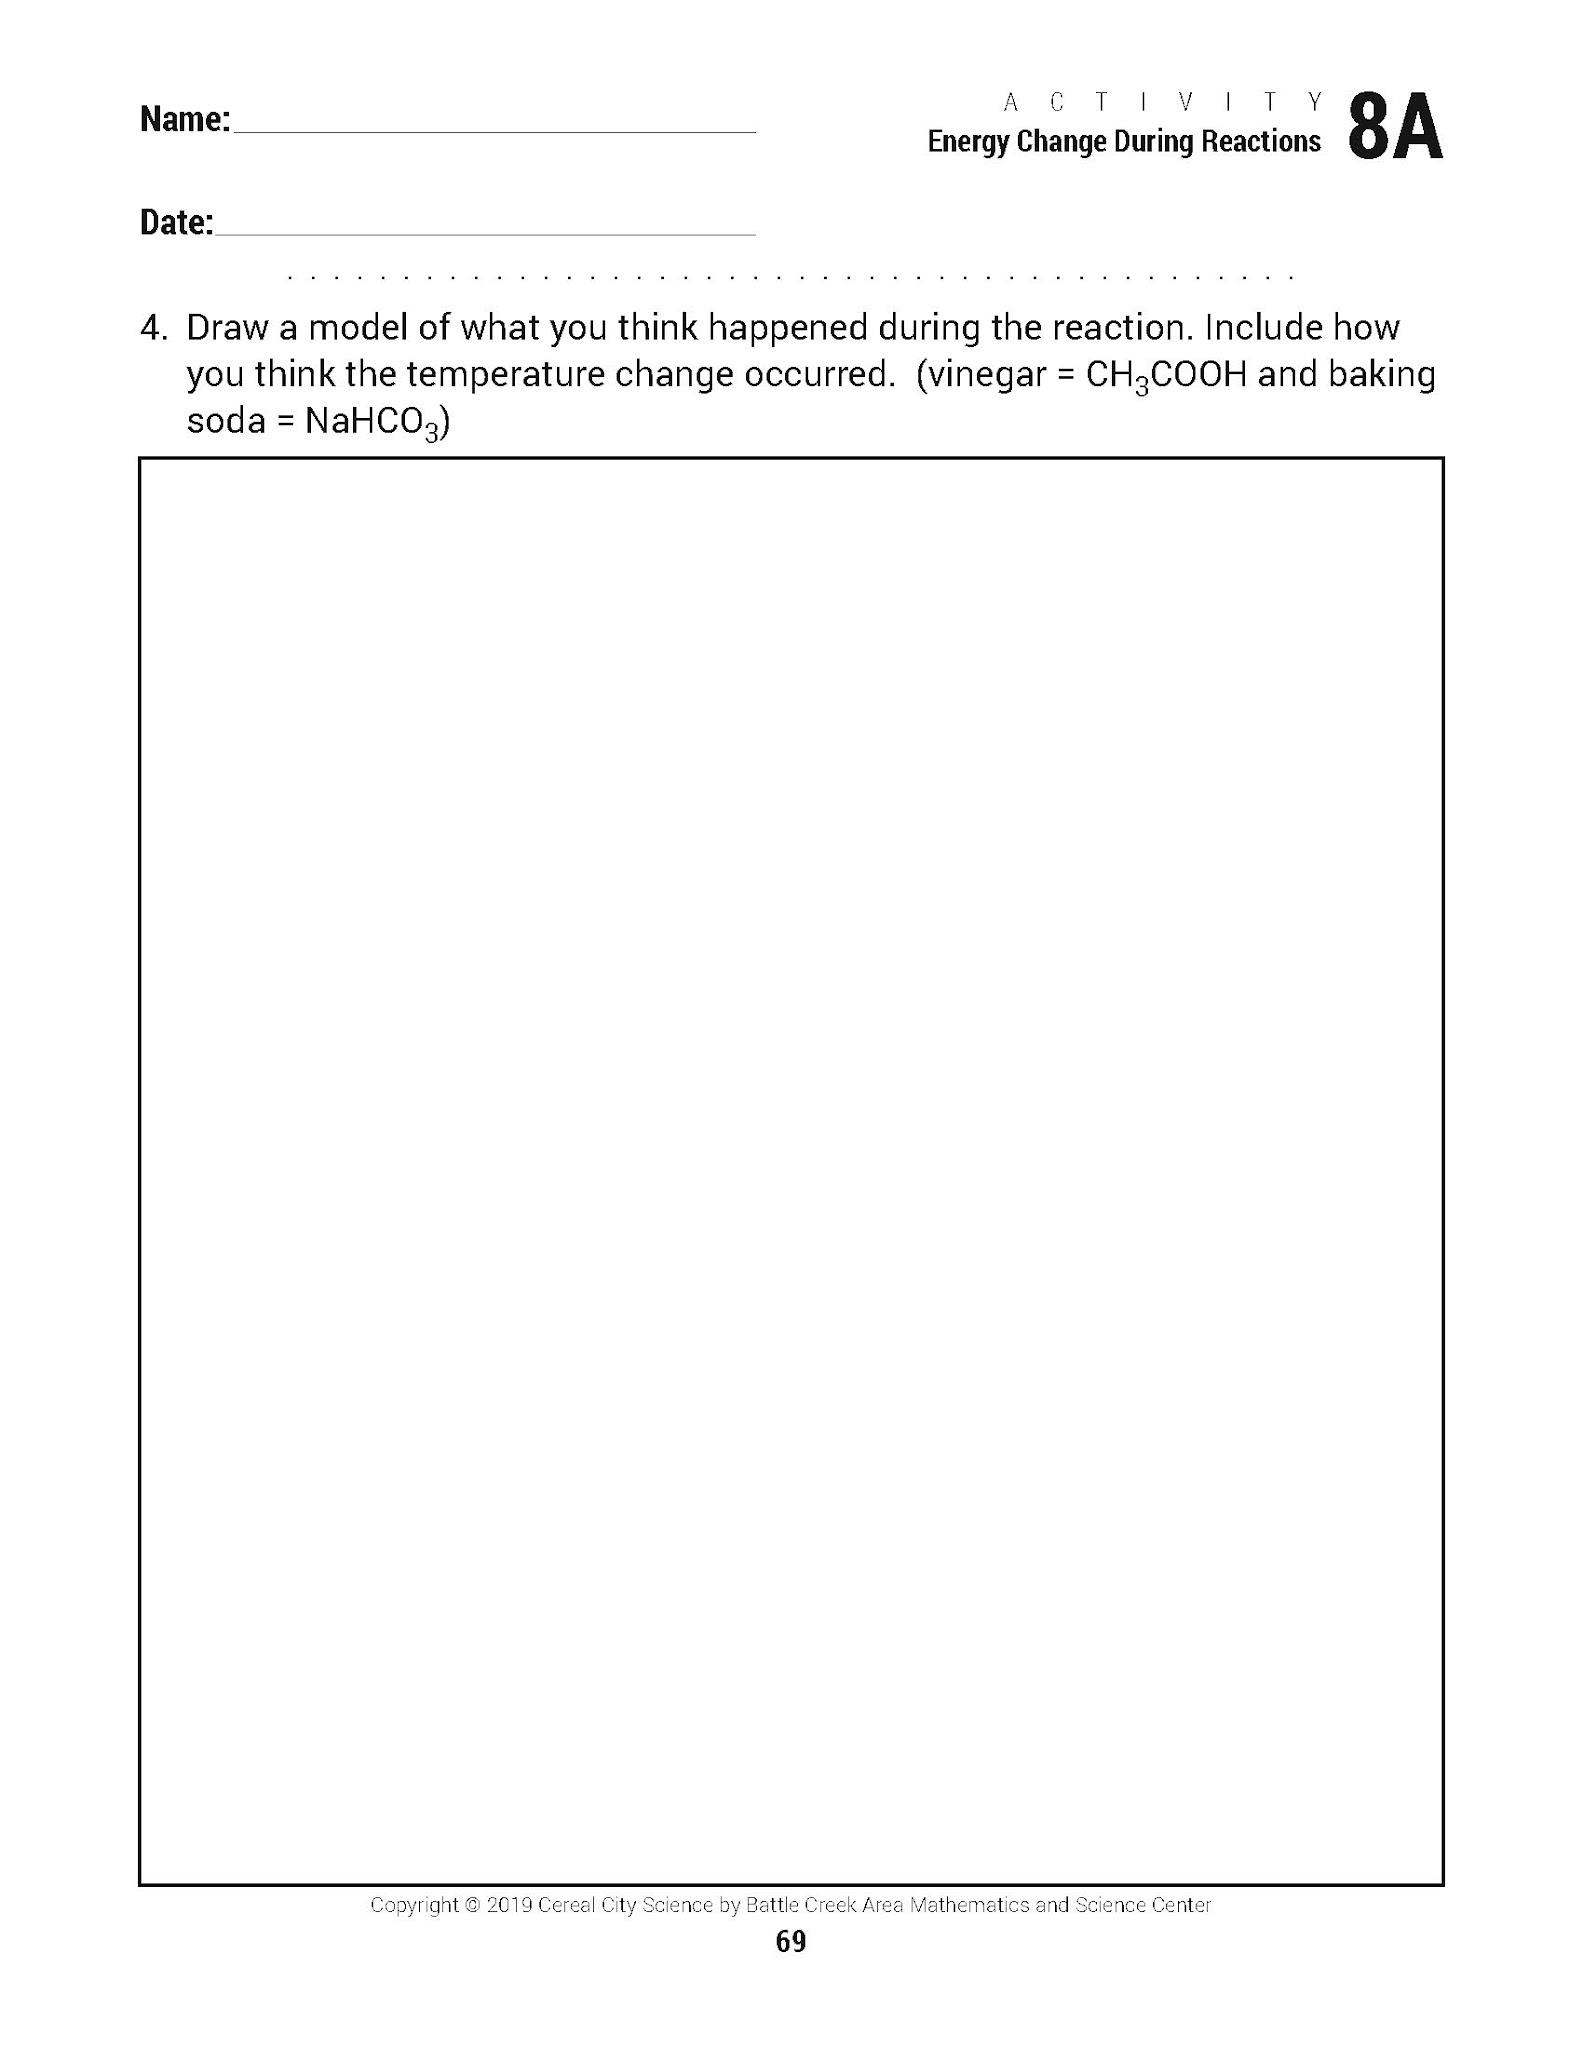 Name:
ACTIVITY
Energy Change During Reactions 8A
Date:
4. Draw a model of what you think happened during the reaction. Include how
you think the temperature change occurred. (vinegar = CH₃COOH and baking
soda = NaHCO₃)
Copyright © 2019 Cereal City Science by Battle Creek Area Mathematics and Science Center
69